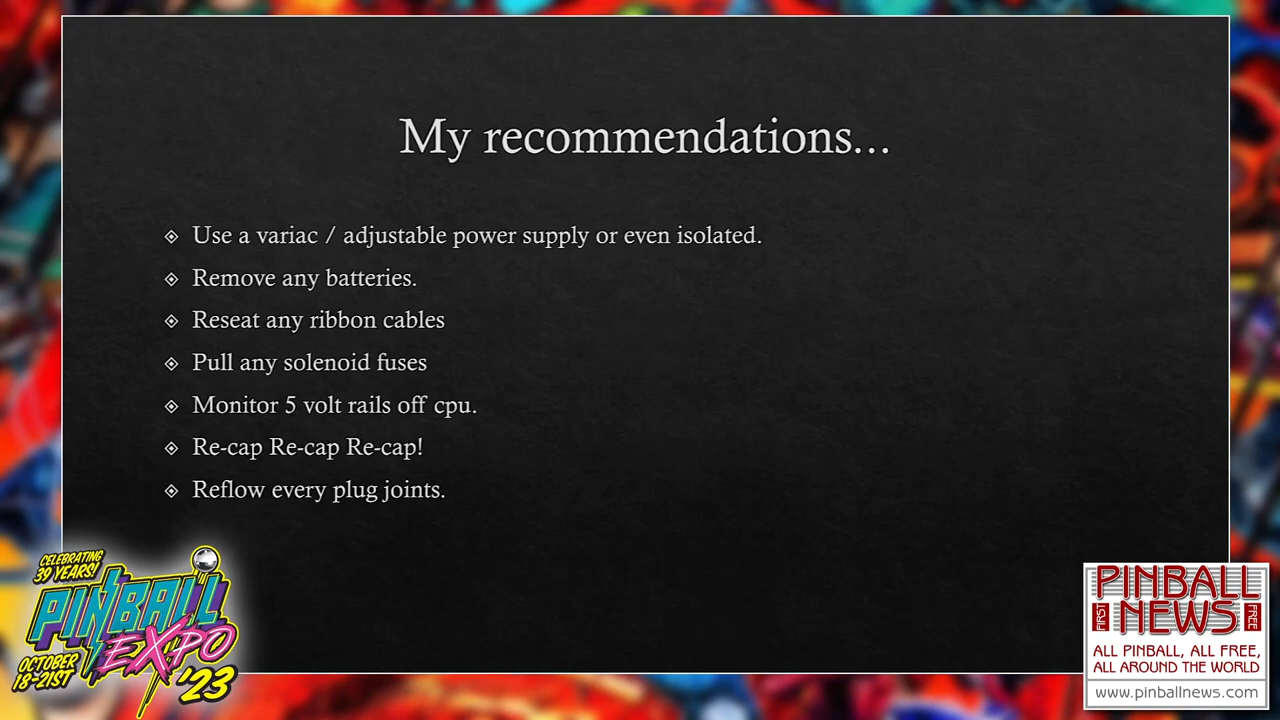 My recommendations...
Use a variac / adjustable power supply or even isolated.
Remove any batteries.
Reseat any ribbon cables
Pull any solenoid fuses
Monitor 5 volt rails off cpu.
Re-cap Re-cap Re-cap!
Reflow every plug joints.
CELEBRATING
39 YEARS!
PINBALL
EXPO
OCTOBER
18-21ST
'23
PINBALL
FIRST NEWS FREE
ALL PINBALL, ALL FREE,
ALL AROUND THE WORLD
www.pinballnews.com